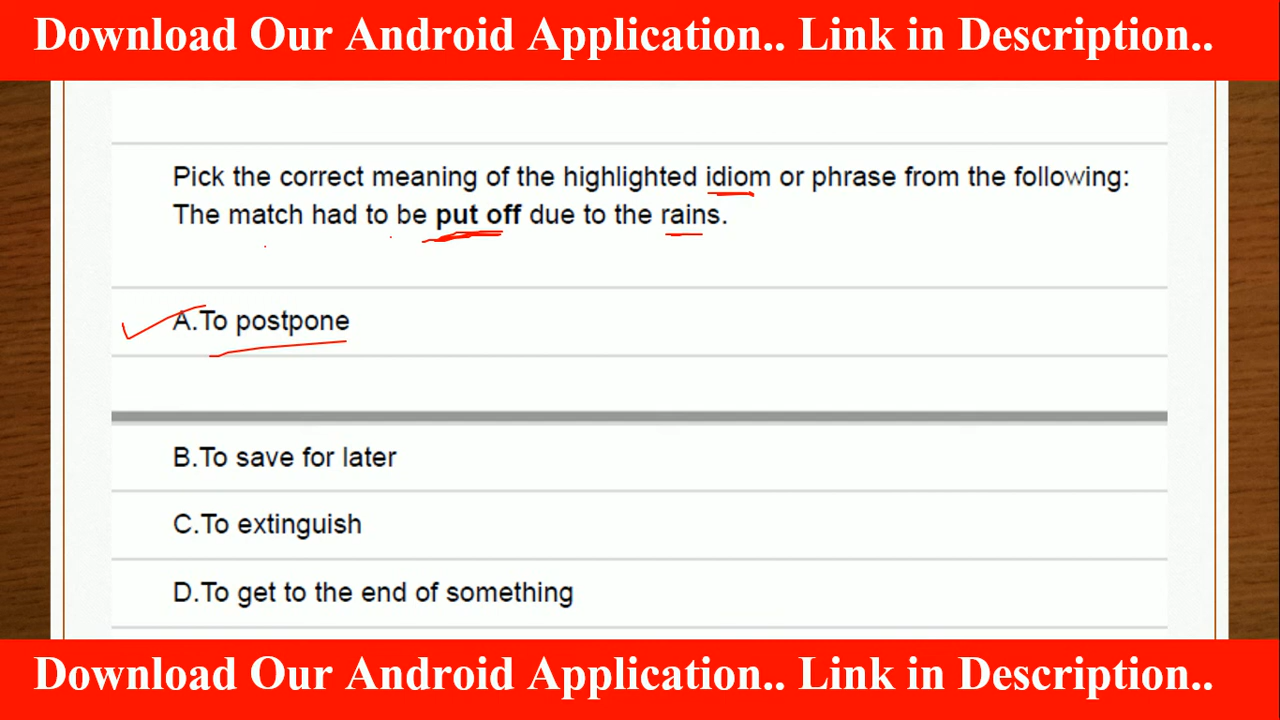 Download Our Android Application.. Link in Description..
Pick the correct meaning of the highlighted idiom or phrase from the following:
The match had to be put off due to the rains.
A.To postpone
B.To save for later
C.To extinguish
D.To get to the end of something
Download Our Android Application.. Link in Description..